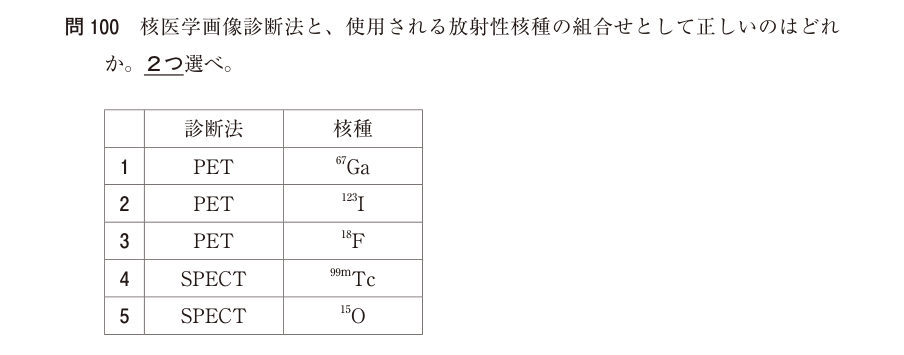 問 100 核医学画像診断法と、使用される放射性核種の組合せとして正しいのはどれ
か。2つ選べ。
診断法 核種
1 PET ⁶⁷Ga
2 PET ¹²³I
3 PET ¹⁸F
4 SPECT ⁹⁹ᵐTc
5 SPECT ¹⁵O